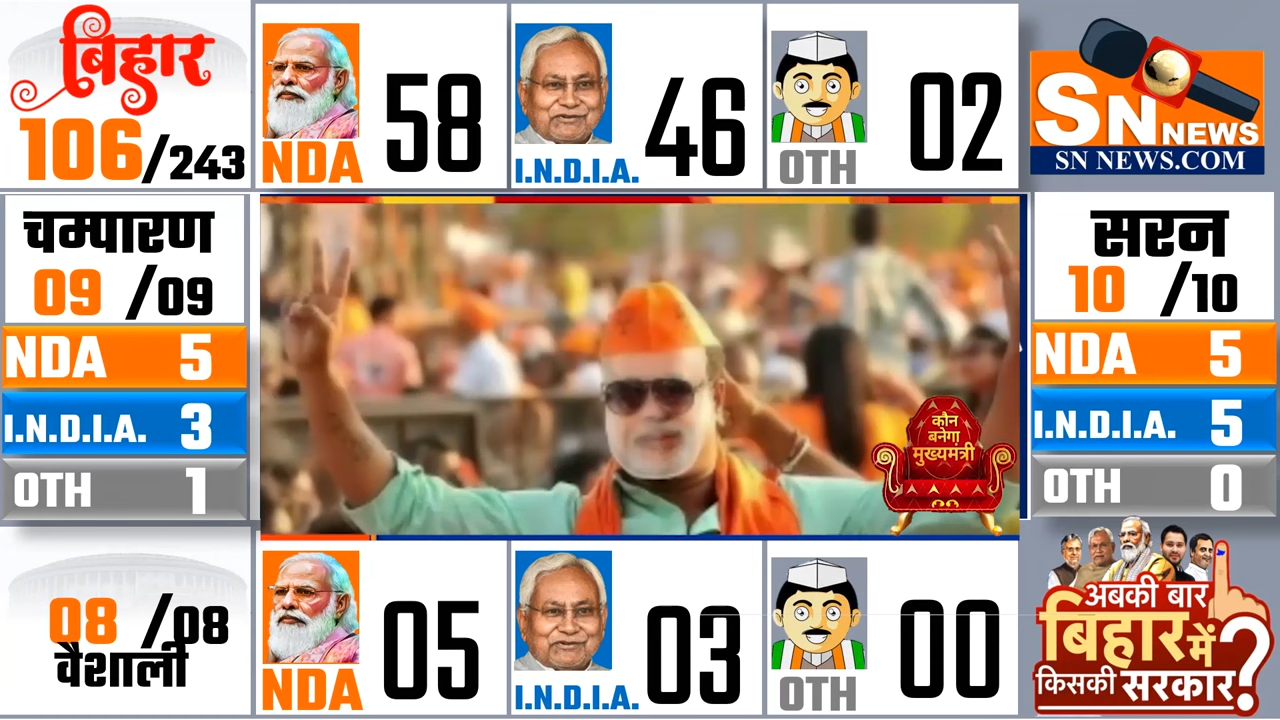 बिहार
106/243
NDA
58
I.N.D.I.A.
46
OTH
02
SN NEWS
SN NEWS.COM
चम्पारण
09 /09
NDA 5
I.N.D.I.A. 3
OTH 1
कौन
बनेगा
मुख्यमंत्री
सरन
10 /10
NDA 5
I.N.D.I.A. 5
OTH 0
08 /08
वैशाली
NDA
05
I.N.D.I.A.
03
OTH
00
अबकी बार
बिहार में
किसकी सरकार?